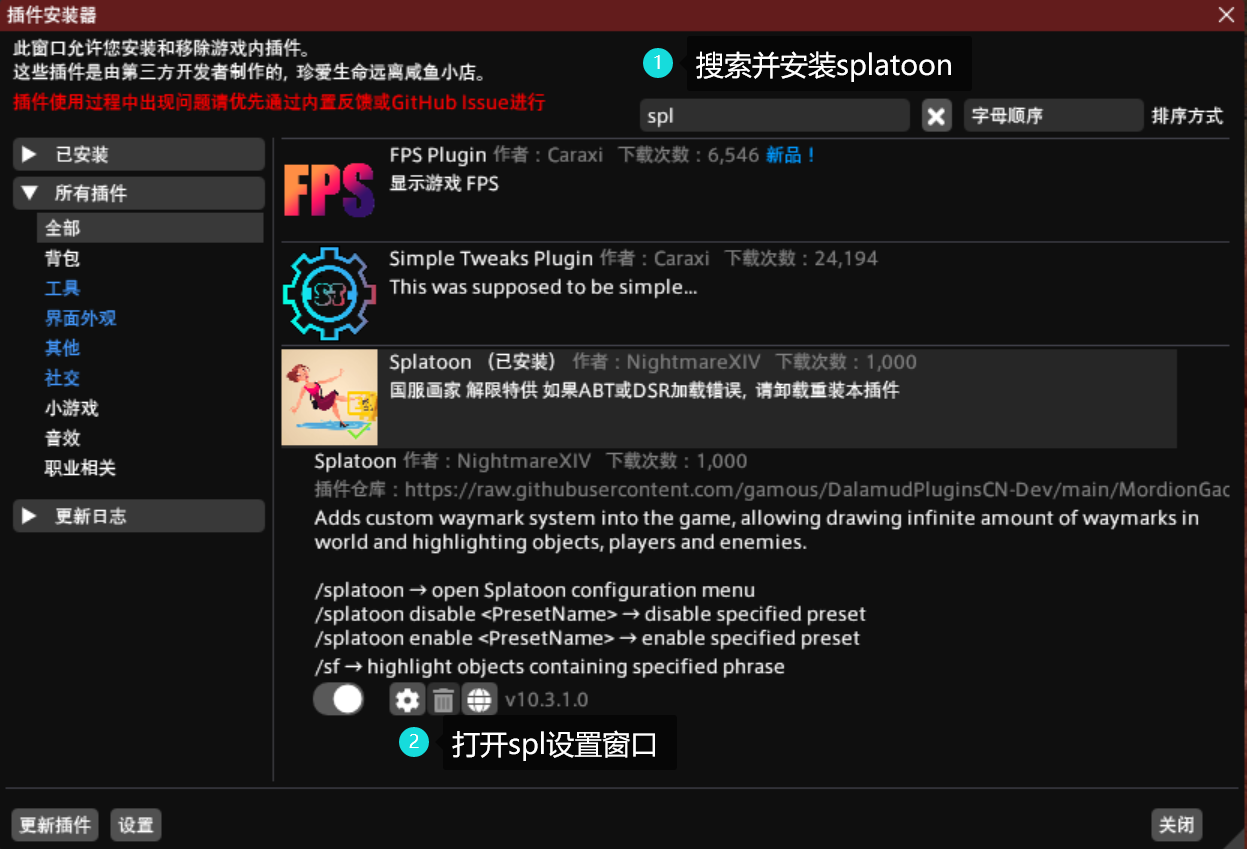 插件安装器
此窗口允许您安装和移除游戏内插件。
这些插件是由第三方开发者制作的, 珍爱生命远离咸鱼小店。
插件使用过程中出现问题请优先通过内置反馈或GitHub Issue进行
1 搜索并安装splatoon
spl
字母顺序 排序方式
已安装
所有插件
全部
背包
工具
界面外观
其他
社交
小游戏
音效
职业相关
更新日志
FPS
FPS Plugin 作者：Caraxi 下载次数：6,546 新品！
显示游戏 FPS
ST
Simple Tweaks Plugin 作者：Caraxi 下载次数：24,194
This was supposed to be simple...
Splatoon （已安装） 作者：NightmareXIV 下载次数：1,000
国服画家 解限特供 如果ABT或DSR加载错误, 请卸载重装本插件
Splatoon 作者：NightmareXIV 下载次数：1,000
插件仓库：https://raw.githubusercontent.com/gamous/DalamudPluginsCN-Dev/main/MordionGac
Adds custom waymark system into the game, allowing drawing infinite amount of waymarks in
world and highlighting objects, players and enemies.
/splatoon → open Splatoon configuration menu
/splatoon disable <PresetName> → disable specified preset
/splatoon enable <PresetName> → enable specified preset
/sf → highlight objects containing specified phrase
v10.3.1.0
2 打开spl设置窗口
更新插件 设置 关闭